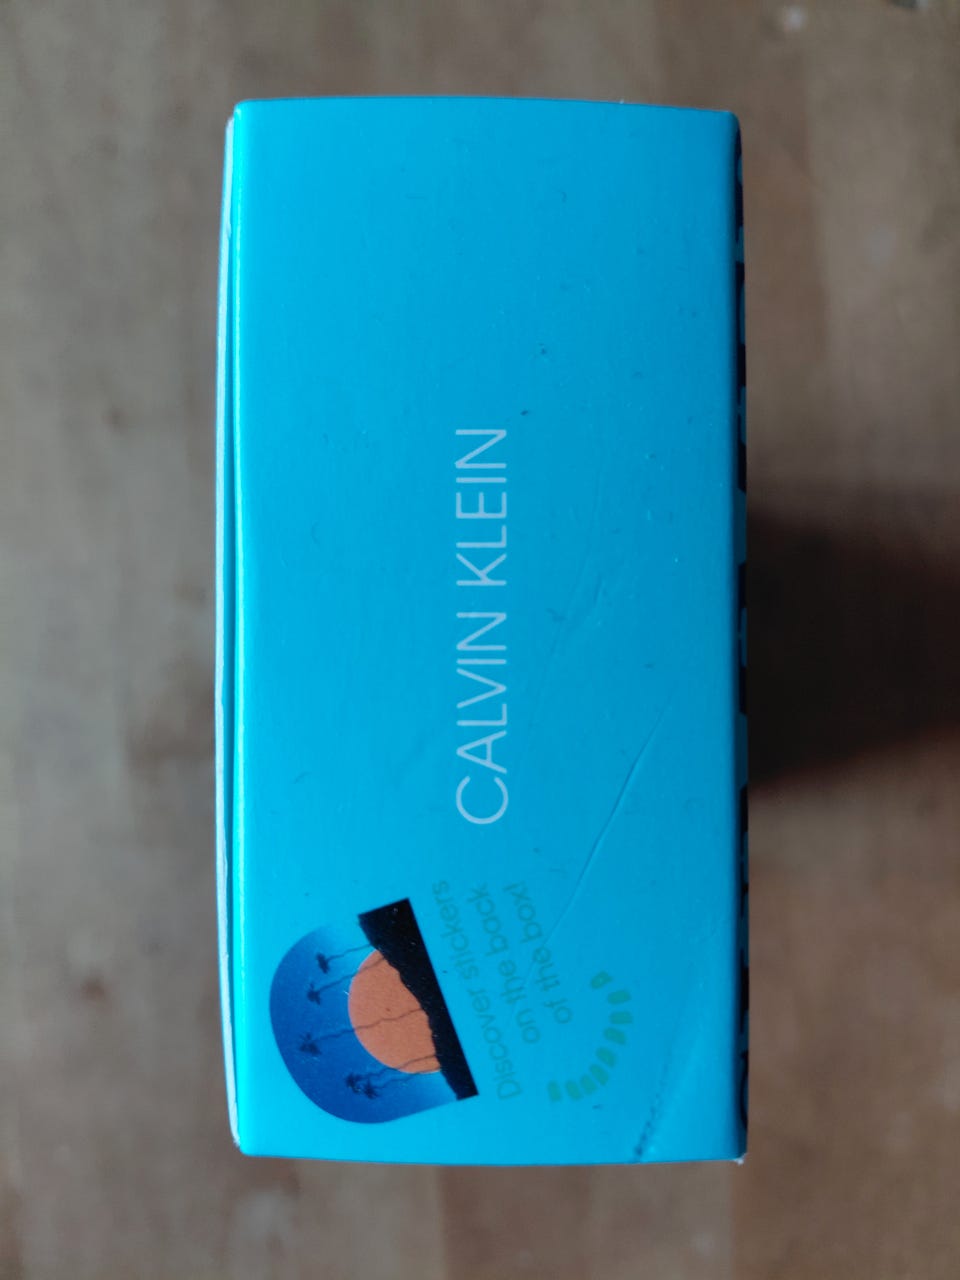 CALVIN KLEIN
Discover stickers
on the back
of the box!